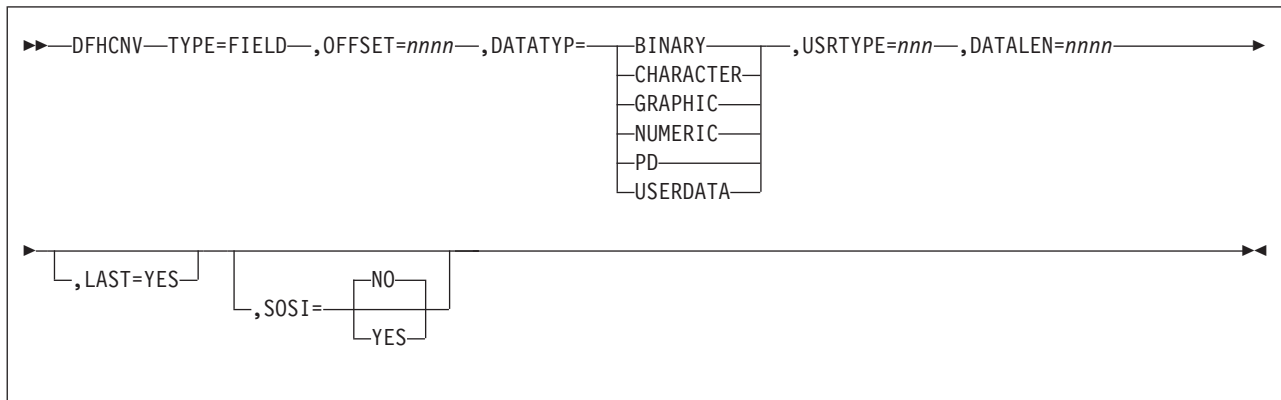 DFHCNV TYPE=FIELD ,OFFSET=nnnn ,DATATYP= BINARY ,USRTYPE=nnn ,DATALEN=nnnn
CHARACTER
GRAPHIC
NUMERIC
PD
USERDATA
,LAST=YES
NO
,SOSI=
YES